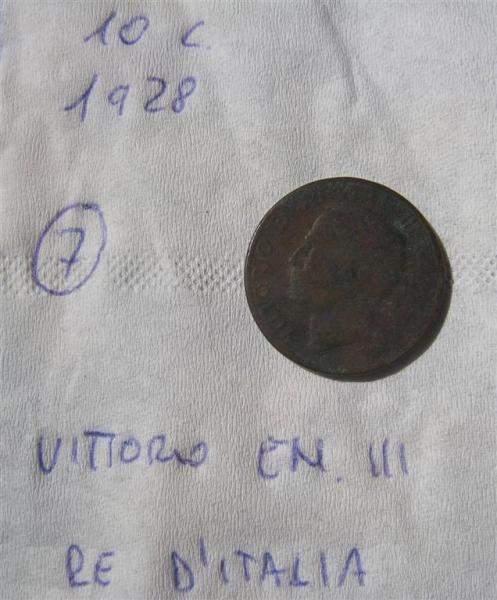 10 c.
1928
7
VITTORIO EM. III
RE D'ITALIA